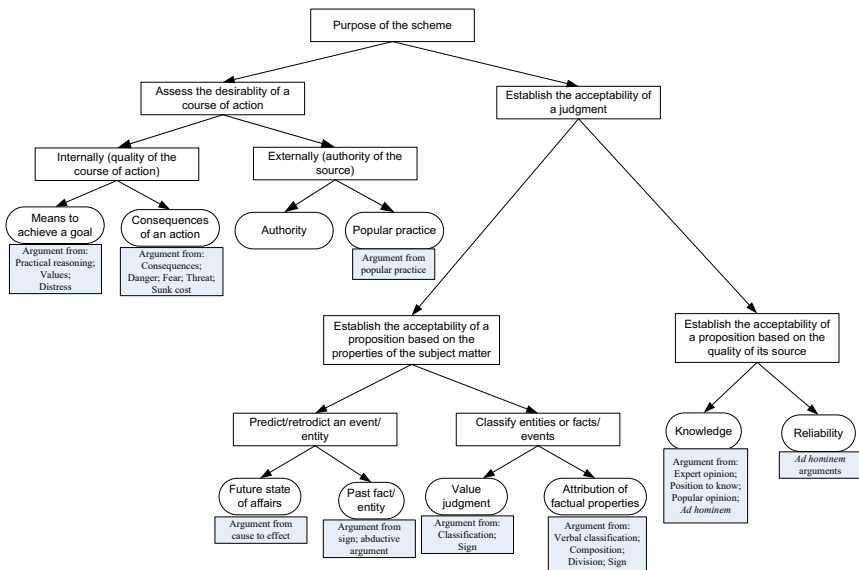 Purpose of the scheme
Assess the desirablity of a
course of action
Establish the acceptability of
a judgment
Internally (quality of the
course of action)
Externally (authority of the
source)
Means to
achieve a goal
Consequences
of an action
Authority
Popular practice
Argument from:
Practical reasoning;
Values;
Distress
Argument from:
Consequences;
Danger; Fear; Threat;
Sunk cost
Argument from
popular practice
Establish the acceptability of a
proposition based on the
properties of the subject matter
Establish the acceptability of
a proposition based on the
quality of its source
Predict/retrodict an event/
entity
Classify entities or facts/
events
Knowledge
Reliability
Argument from:
Expert opinion;
Position to know;
Popular opinion;
Ad hominem
Ad hominem
arguments
Future state
of affairs
Past fact/
entity
Value
judgment
Attribution of
factual properties
Argument from
cause to effect
Argument from
sign; abductive
argument
Argument from:
Classification;
Sign
Argument from:
Verbal classification;
Composition;
Division; Sign